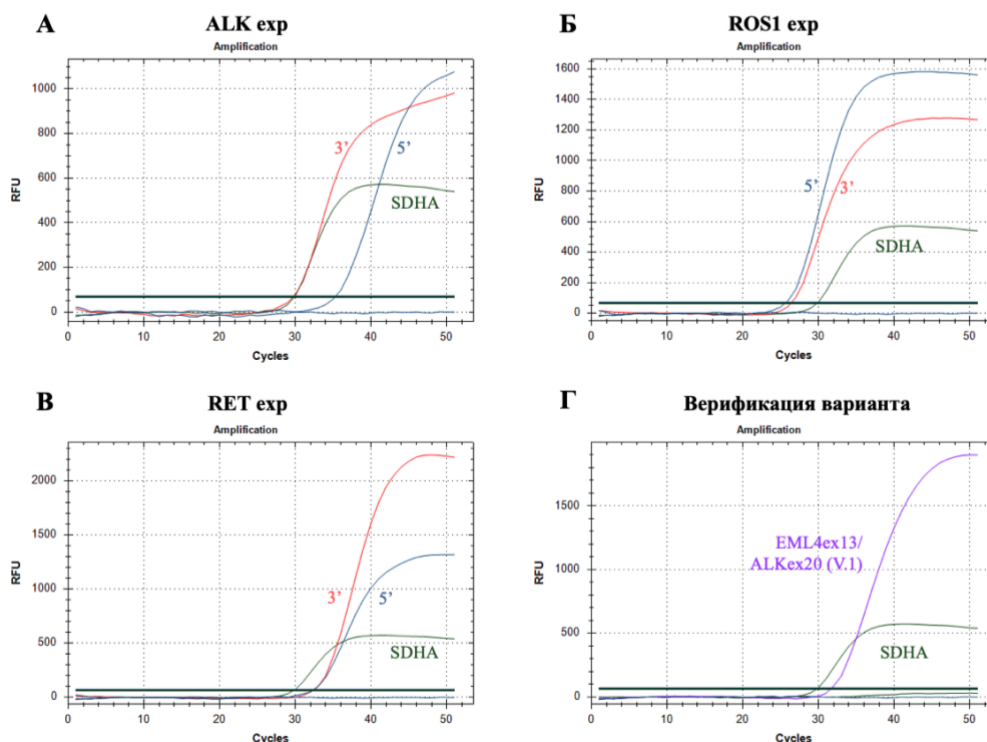 А
ALK exp
Amplification
RFU
1000
800
600
400
200
0
3'
5'
SDHA
0
10
20
30
40
50
Cycles
Б
ROS1 exp
Amplification
RFU
1600
1400
1200
1000
800
600
400
200
0
5'
3'
SDHA
0
10
20
30
40
50
Cycles
В
RET exp
Amplification
RFU
2000
1500
1000
500
0
3'
5'
SDHA
0
10
20
30
40
50
Cycles
Г
Верификация варианта
Amplification
RFU
1500
1000
500
0
EML4ex13/
ALKex20 (V.1)
SDHA
0
10
20
30
40
50
Cycles